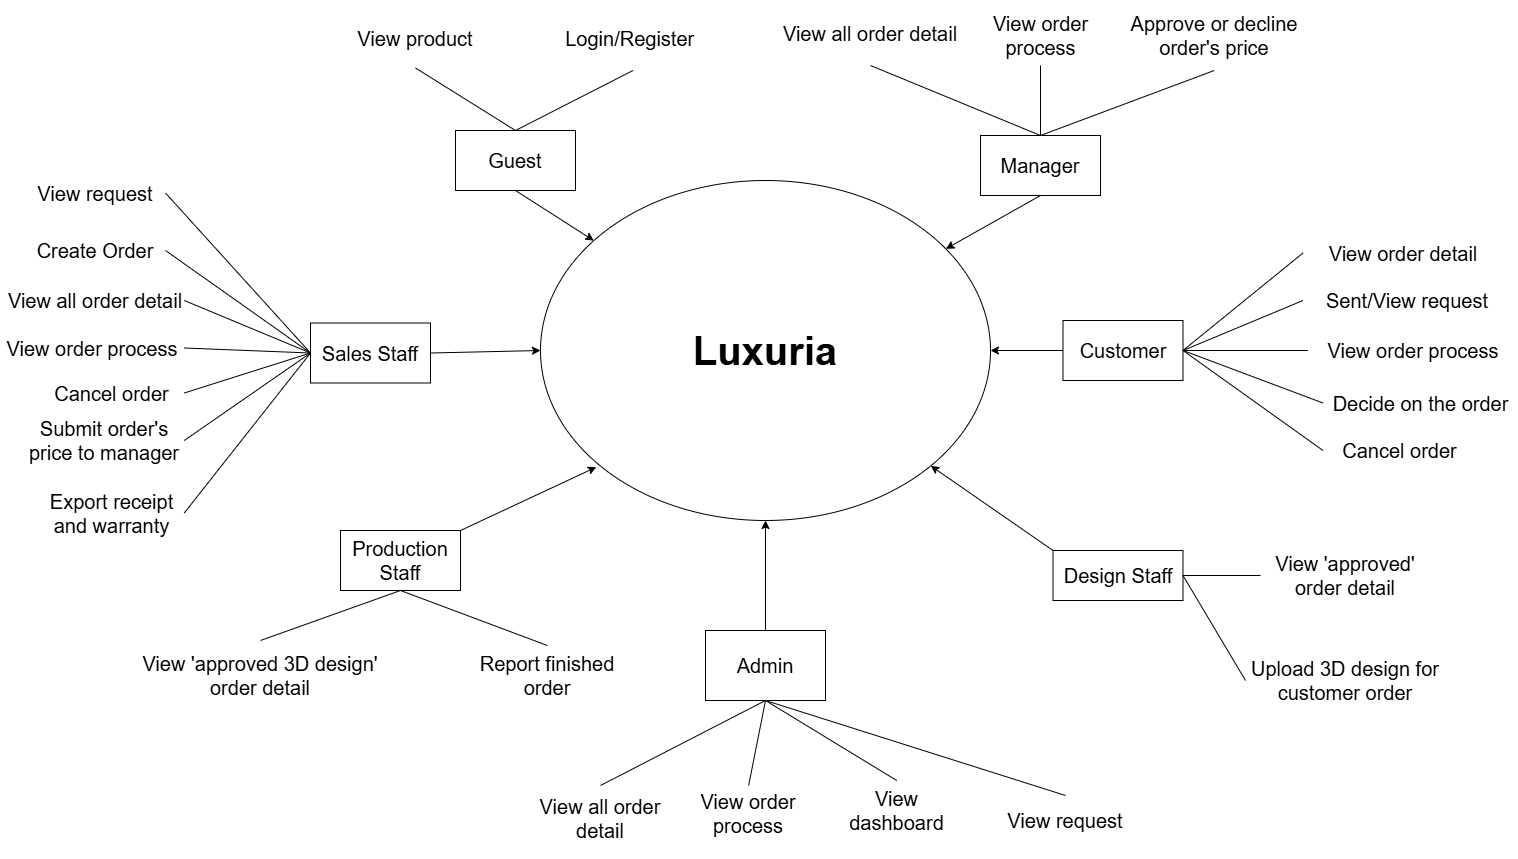 View product
Login/Register
View all order detail
View order
process
Approve or decline
order's price
Guest
Manager
View request
Create Order
View all order detail
View order process
Cancel order
Submit order's
price to manager
Export receipt
and warranty
Sales Staff
Luxuria
Customer
View order detail
Sent/View request
View order process
Decide on the order
Cancel order
Production
Staff
View 'approved 3D design'
order detail
Report finished
order
Admin
View all order
detail
View order
process
View
dashboard
View request
Design Staff
View 'approved'
order detail
Upload 3D design for
customer order